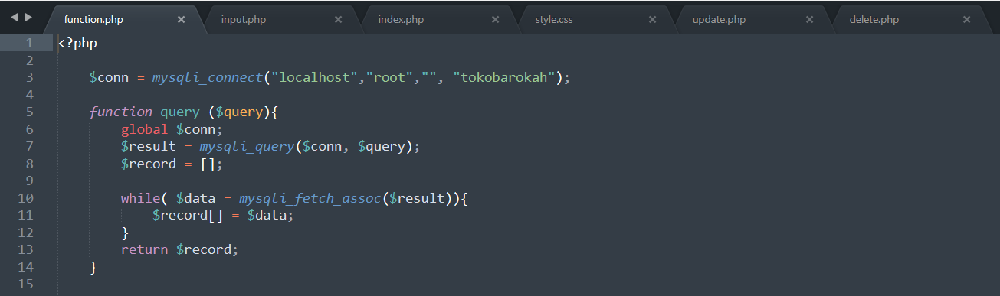 function.php × input.php × index.php × style.css × update.php × delete.php ×
1 <?php
2
3 $conn = mysqli_connect("localhost","root","", "tokobarokah");
4
5 function query ($query){
6 global $conn;
7 $result = mysqli_query($conn, $query);
8 $record = [];
9
10 while( $data = mysqli_fetch_assoc($result)){
11 $record[] = $data;
12 }
13 return $record;
14 }
15